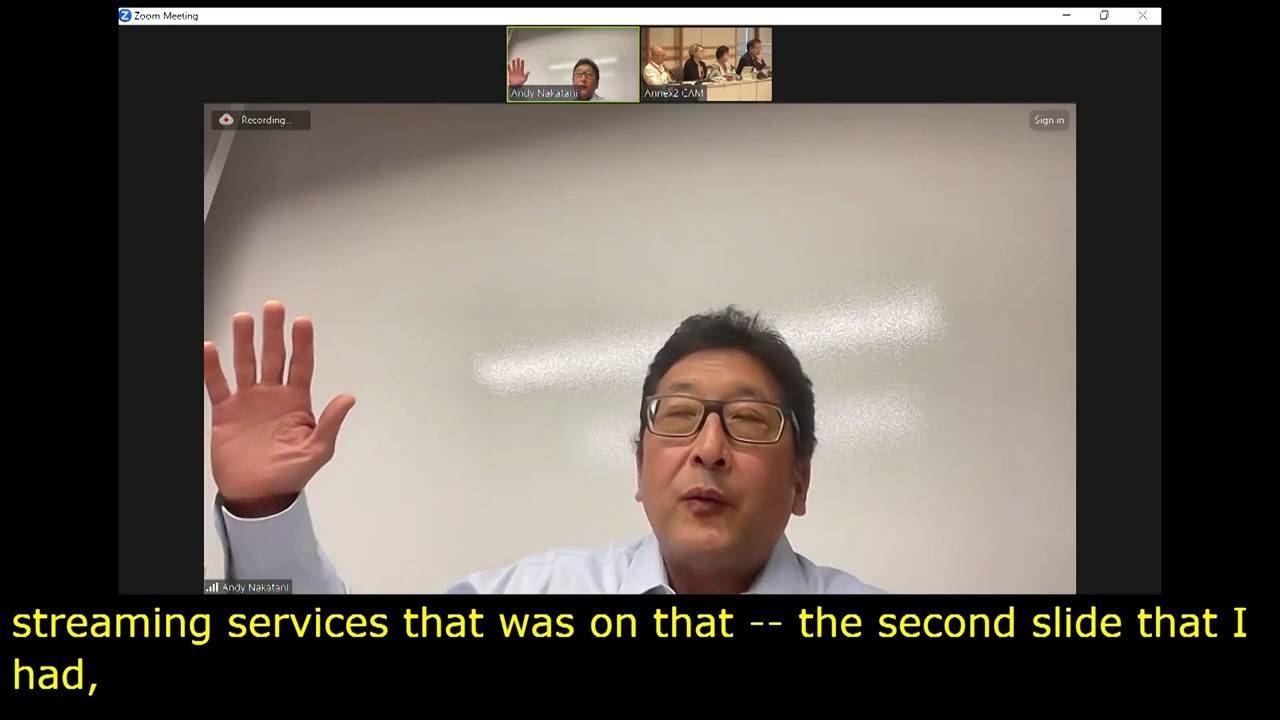 Zoom Meeting
Andy Nakatani
Annex2 CAM
Recording...
Sign in
Andy Nakatani
streaming services that was on that -- the second slide that I
had,